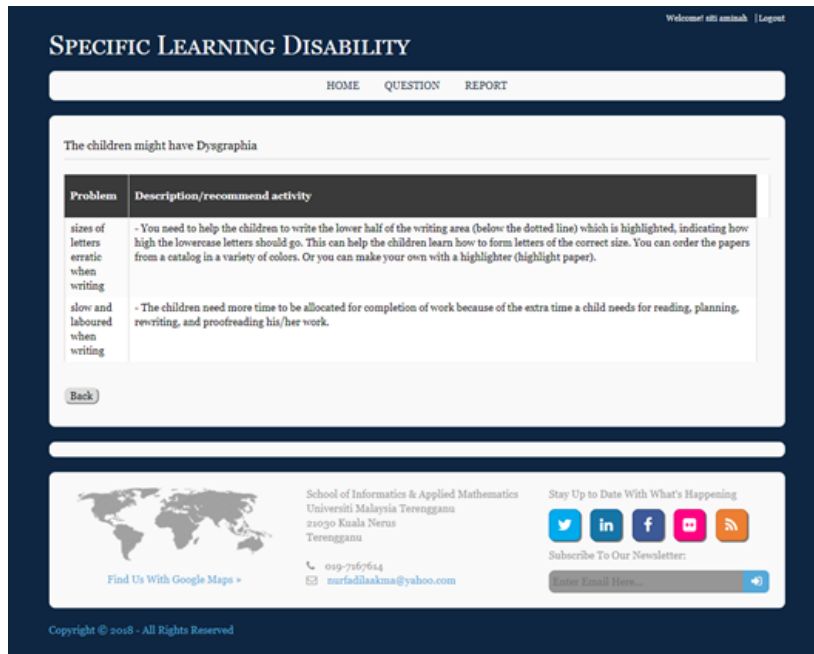 Welcome! siti aminah | Logout
SPECIFIC LEARNING DISABILITY
HOME QUESTION REPORT
The children might have Dysgraphia
Problem Description/recommend activity
sizes of letters erratic when writing
- You need to help the children to write the lower half of the writing area (below the dotted line) which is highlighted, indicating how
high the lowercase letters should go. This can help the children learn how to form letters of the correct size. You can order the papers
from a catalog in a variety of colors. Or you can make your own with a highlighter (highlight paper).
slow and laboured when writing
- The children need more time to be allocated for completion of work because of the extra time a child needs for reading, planning,
rewriting, and proofreading his/her work.
Back
Find Us With Google Maps »
School of Informatics & Applied Mathematics
Universiti Malaysia Terengganu
21030 Kuala Nerus
Terengganu
019-7167614
nurfadilaakma@yahoo.com
Stay Up to Date With What's Happening
in f
Subscribe To Our Newsletter:
Enter Email Here...
Copyright © 2018 - All Rights Reserved